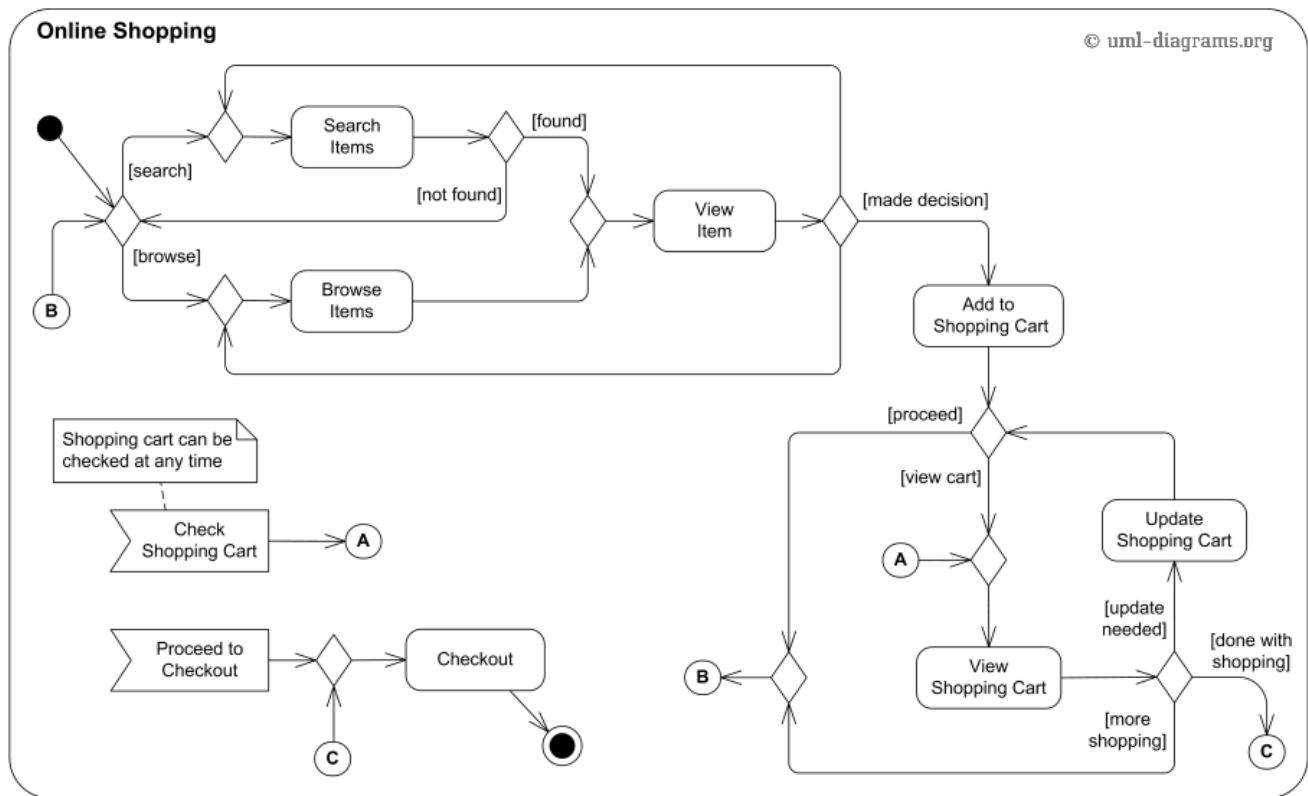 Online Shopping
© uml-diagrams.org
Search
Items
[found]
[search]
[not found]
[made decision]
View
Item
[browse]
B
Browse
Items
Add to
Shopping Cart
[proceed]
Shopping cart can be
checked at any time
[view cart]
Check
Shopping Cart
A
A
Update
Shopping Cart
[update
needed]
[done with
shopping]
Proceed to
Checkout
Checkout
B
View
Shopping Cart
[more
shopping]
C
C